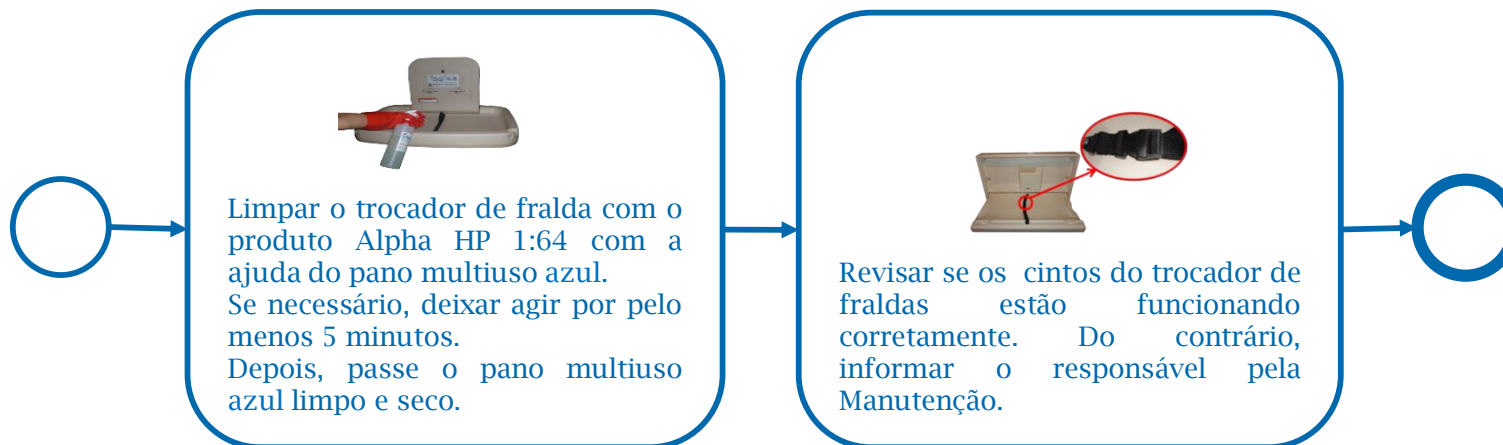 Limpar o trocador de fralda com o
produto Alpha HP 1:64 com a
ajuda do pano multiuso azul.
Se necessário, deixar agir por pelo
menos 5 minutos.
Depois, passe o pano multiuso
azul limpo e seco.
Revisar se os cintos do trocador de
fraldas estão funcionando
corretamente. Do contrário,
informar o responsável pela
Manutenção.